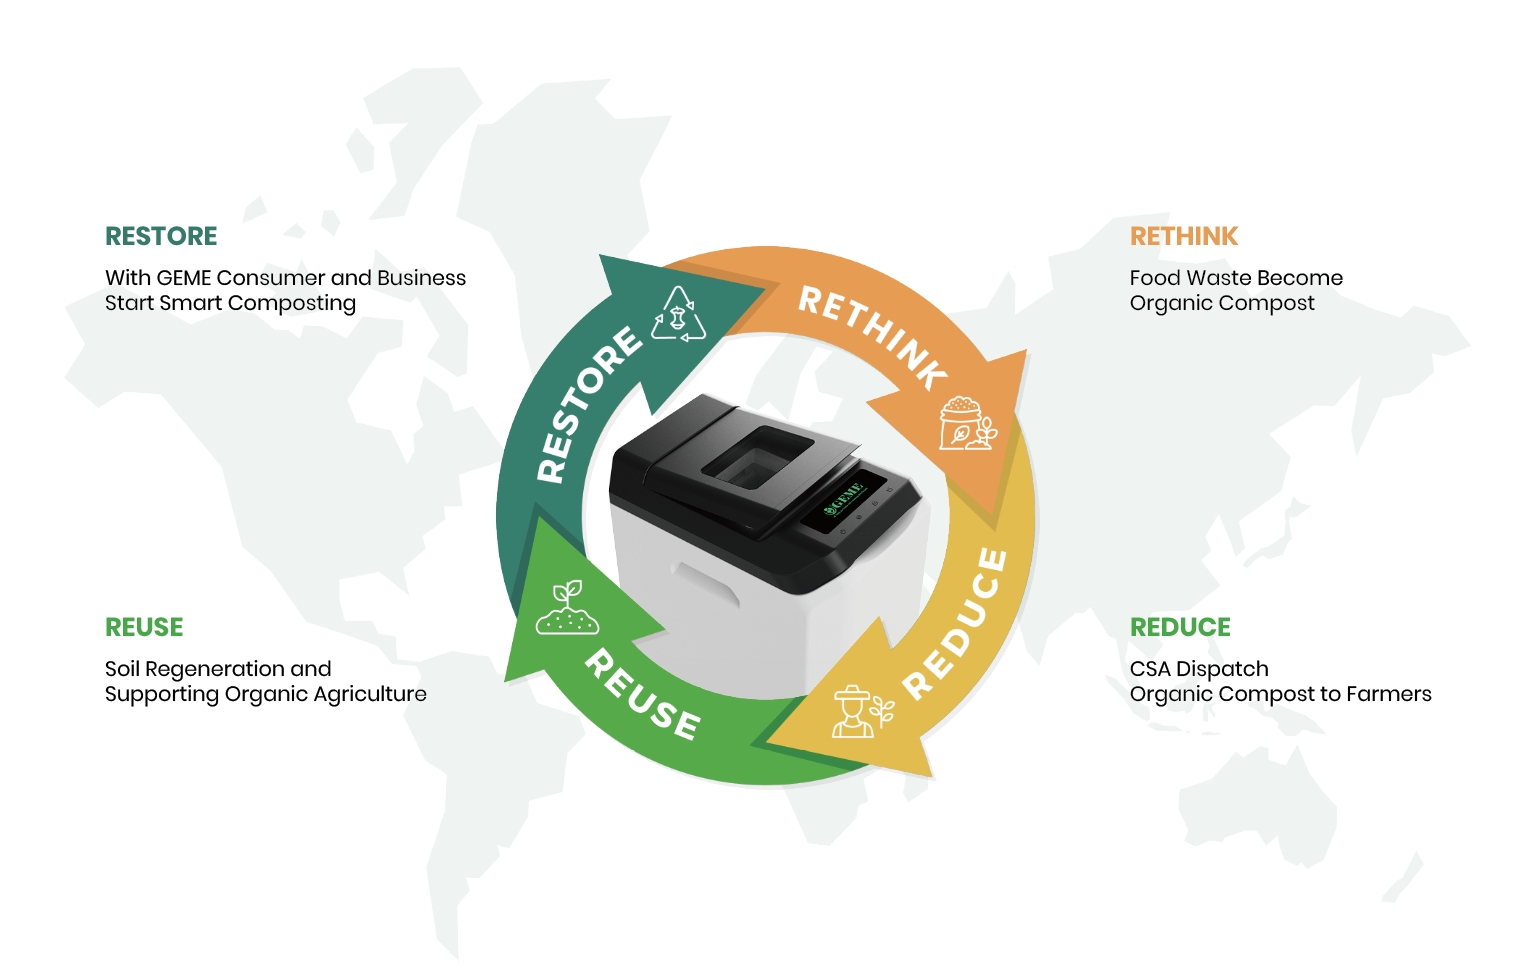 RESTORE
With GEME Consumer and Business
Start Smart Composting
RETHINK
Food Waste Become
Organic Compost
RESTORE
RETHINK
GEME
REDUCE
REUSE
REUSE
Soil Regeneration and
Supporting Organic Agriculture
REDUCE
CSA Dispatch
Organic Compost to Farmers